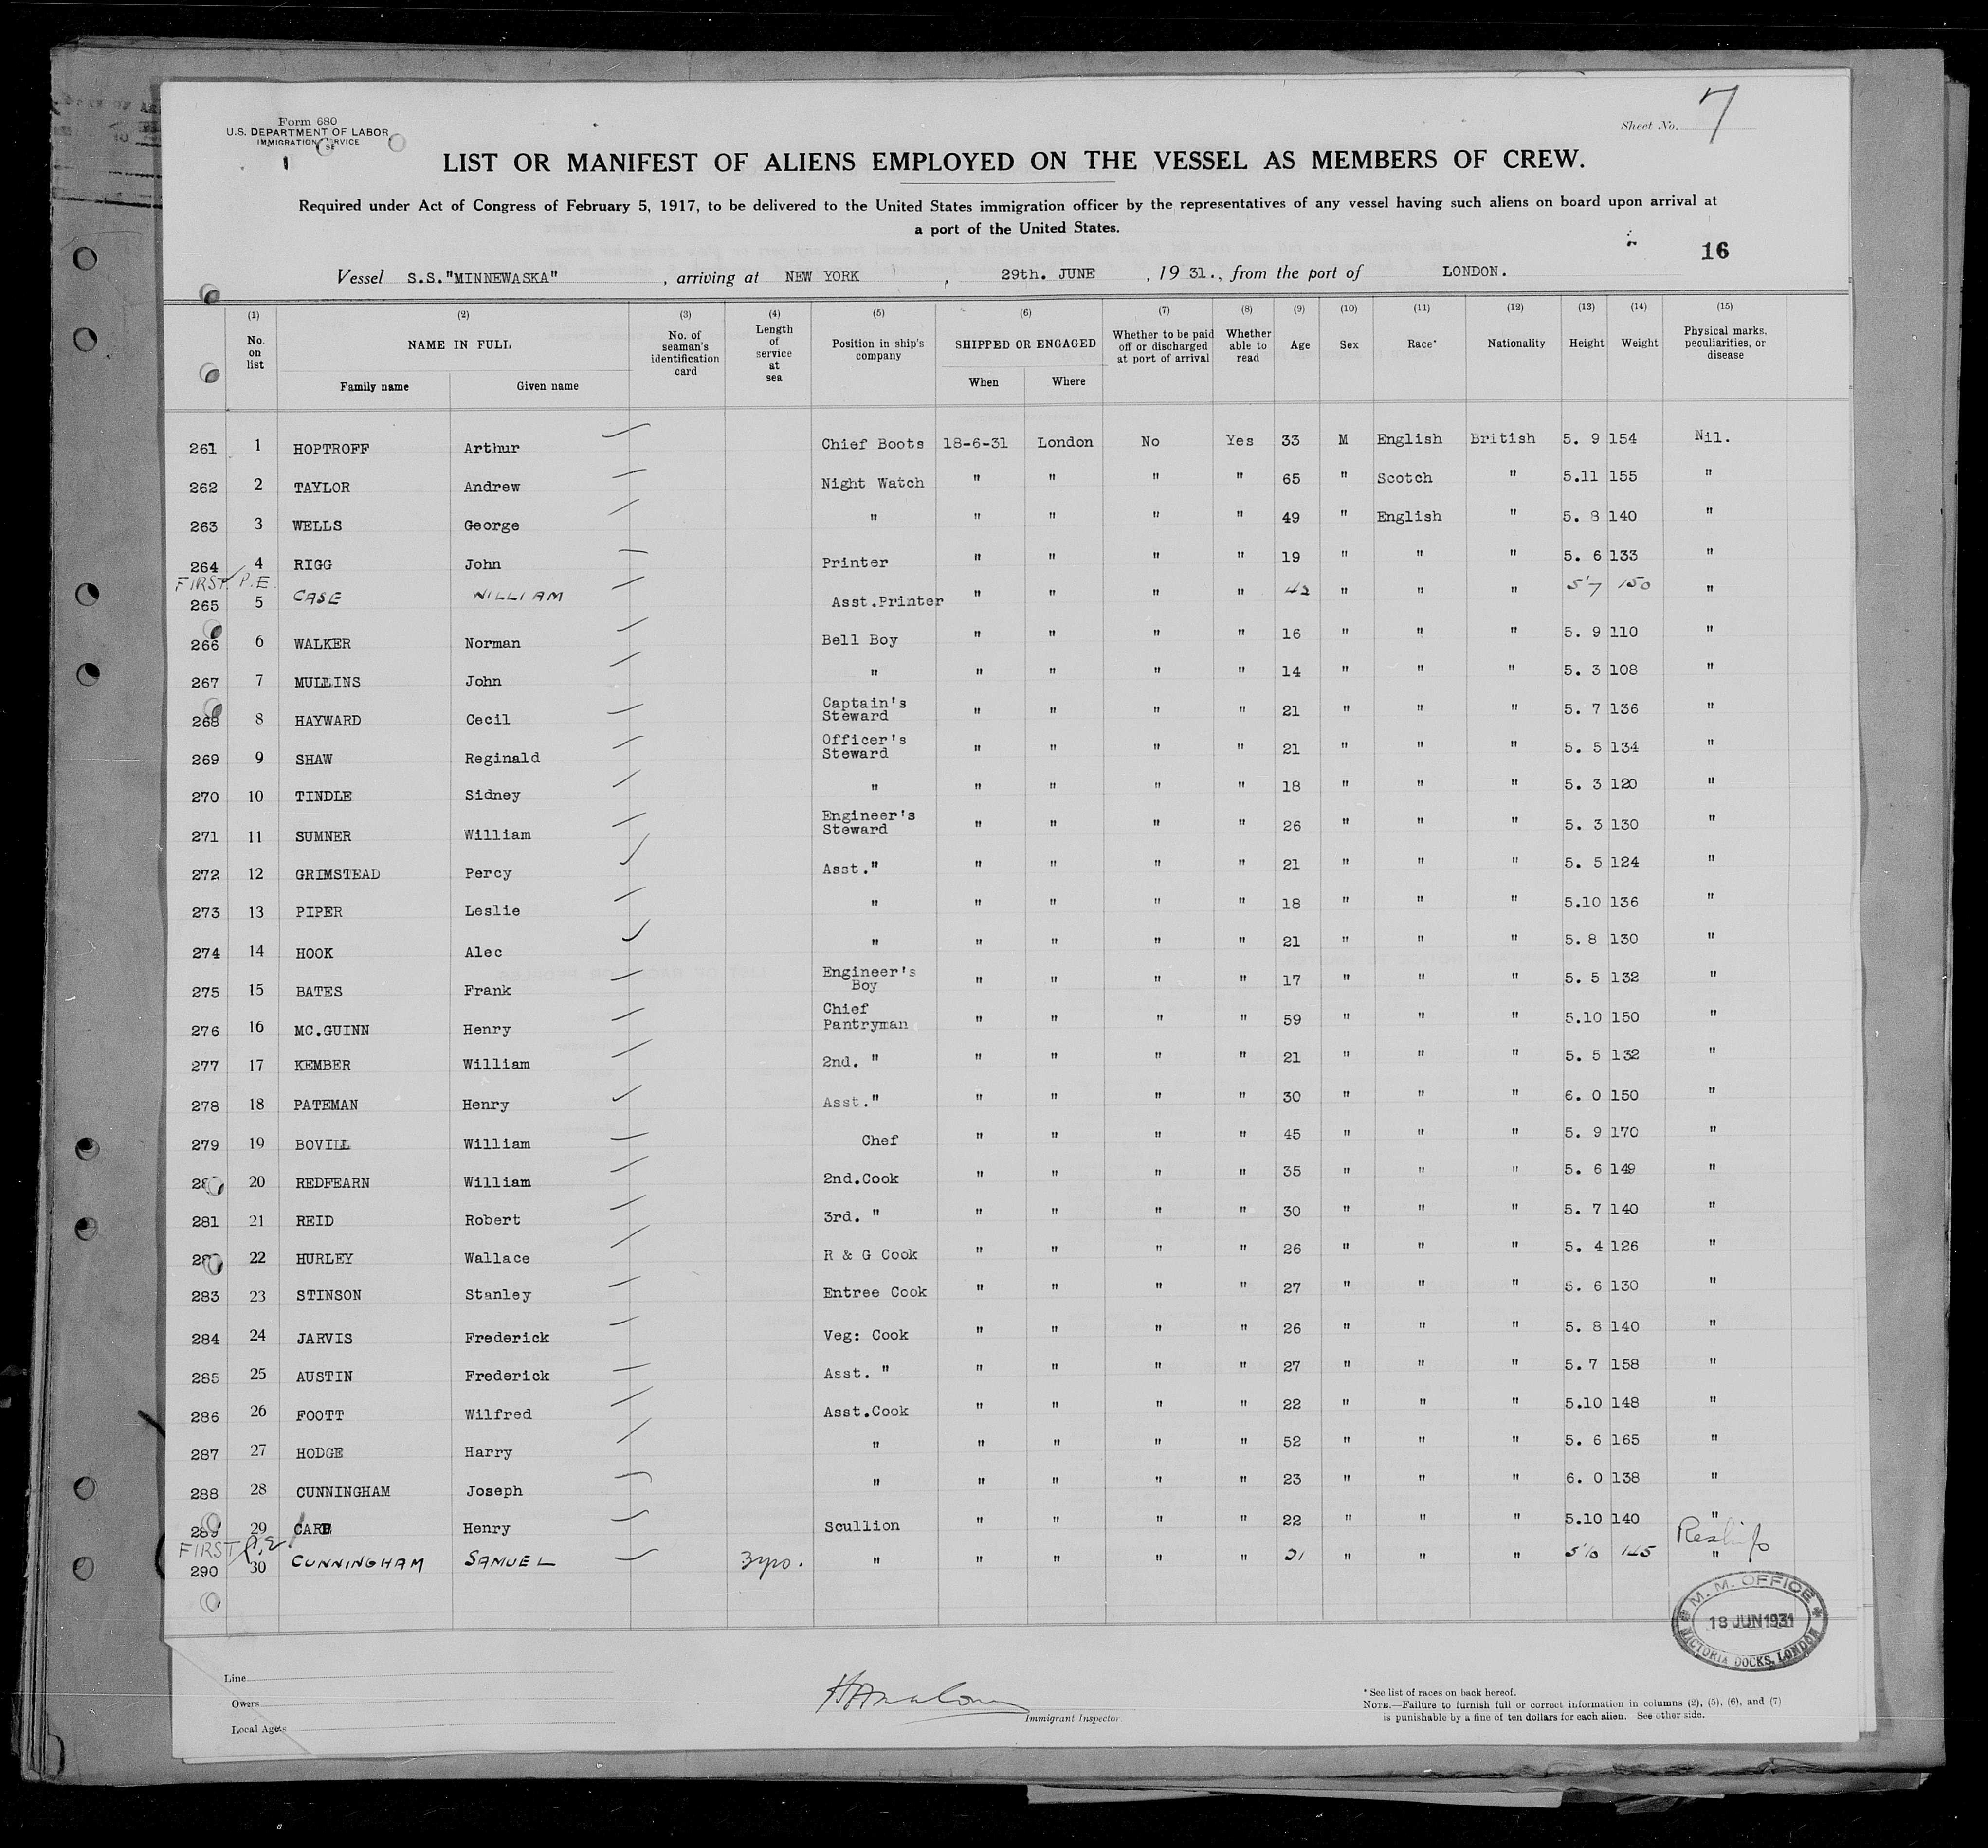 Form 680
U.S. DEPARTMENT OF LABOR
IMMIGRATION SERVICE
Sheet No. 7
LIST OR MANIFEST OF ALIENS EMPLOYED ON THE VESSEL AS MEMBERS OF CREW.
Required under Act of Congress of February 5, 1917, to be delivered to the United States immigration officer by the representatives of any vessel having such aliens on board upon arrival at
a port of the United States.
16
Vessel S.S."MINNEWASKA", arriving at NEW YORK, 29th. JUNE, 19 31., from the port of LONDON.
(1) (2) (3) (4) (5) (6) (7) (8) (9) (10) (11) (12) (13) (14) (15)
No. on list NAME IN FULL No. of seaman's identification card Length of service at sea Position in ship's company SHIPPED OR ENGAGED Whether to be paid off or discharged at port of arrival Whether able to read Age Sex Race* Nationality Height Weight Physical marks, peculiarities, or disease
Family name Given name When Where
261 1 HOPTROFF Arthur Chief Boots 18-6-31 London No Yes 33 M English British 5. 9 154 Nil.
262 2 TAYLOR Andrew Night Watch " " " " 65 " Scotch " 5.11 155 "
263 3 WELLS George " " " " " 49 " English " 5. 8 140 "
264 4 RIGG John Printer " " " " 19 " " " 5. 6 133 "
FIRST P.E.
265 5 CASE WILLIAM Asst.Printer " " " " 42 " " " 5'7 150 "
266 6 WALKER Norman Bell Boy " " " " 16 " " " 5. 9 110 "
267 7 MULLINS John " " " " " 14 " " " 5. 3 108 "
268 8 HAYWARD Cecil Captain's Steward " " " " 21 " " " 5. 7 136 "
269 9 SHAW Reginald Officer's Steward " " " " 21 " " " 5. 5 134 "
270 10 TINDLE Sidney " " " " " 18 " " " 5. 3 120 "
271 11 SUMNER William Engineer's Steward " " " " 26 " " " 5. 3 130 "
272 12 GRIMSTEAD Percy Asst." " " " " 21 " " " 5. 5 124 "
273 13 PIPER Leslie " " " " " 18 " " " 5.10 136 "
274 14 HOOK Alec " " " " " 21 " " " 5. 8 130 "
275 15 BATES Frank Engineer's Boy " " " " 17 " " " 5. 5 132 "
276 16 MC.GUINN Henry Chief Pantryman " " " " 59 " " " 5.10 150 "
277 17 KEMBER William 2nd. " " " " " 21 " " " 5. 5 132 "
278 18 PATEMAN Henry Asst." " " " " 30 " " " 6. 0 150 "
279 19 BOVILL William Chef " " " " 45 " " " 5. 9 170 "
28 20 REDFEARN William 2nd.Cook " " " " 35 " " " 5. 6 149 "
281 21 REID Robert 3rd. " " " " " 30 " " " 5. 7 140 "
28 22 HURLEY Wallace R & G Cook " " " " 26 " " " 5. 4 126 "
283 23 STINSON Stanley Entree Cook " " " " 27 " " " 5. 6 130 "
284 24 JARVIS Frederick Veg: Cook " " " " 26 " " " 5. 8 140 "
285 25 AUSTIN Frederick Asst. " " " " " 27 " " " 5. 7 158 "
286 26 FOOTT Wilfred Asst.Cook " " " " 22 " " " 5.10 148 "
287 27 HODGE Harry " " " " " 52 " " " 5. 6 165 "
288 28 CUNNINGHAM Joseph " " " " " 23 " " " 6. 0 138 "
289 29 Henry Scullion " " " " 22 " " " 5.10 140 "
FIRST P.E. Reship
290 30 CUNNINGHAM SAMUEL 3yrs. " " " " " 21 " " " 5'10 145 "
M. M. OFFICE
18 JUN 1931
VICTORIA DOCKS, LONDON
Line
Owers
Local Agets
Immigrant Inspector.
* See list of races on back hereof.
NOTE.—Failure to furnish full or correct information in columns (2), (5), (6), and (7)
is punishable by a fine of ten dollars for each alien. See other side.